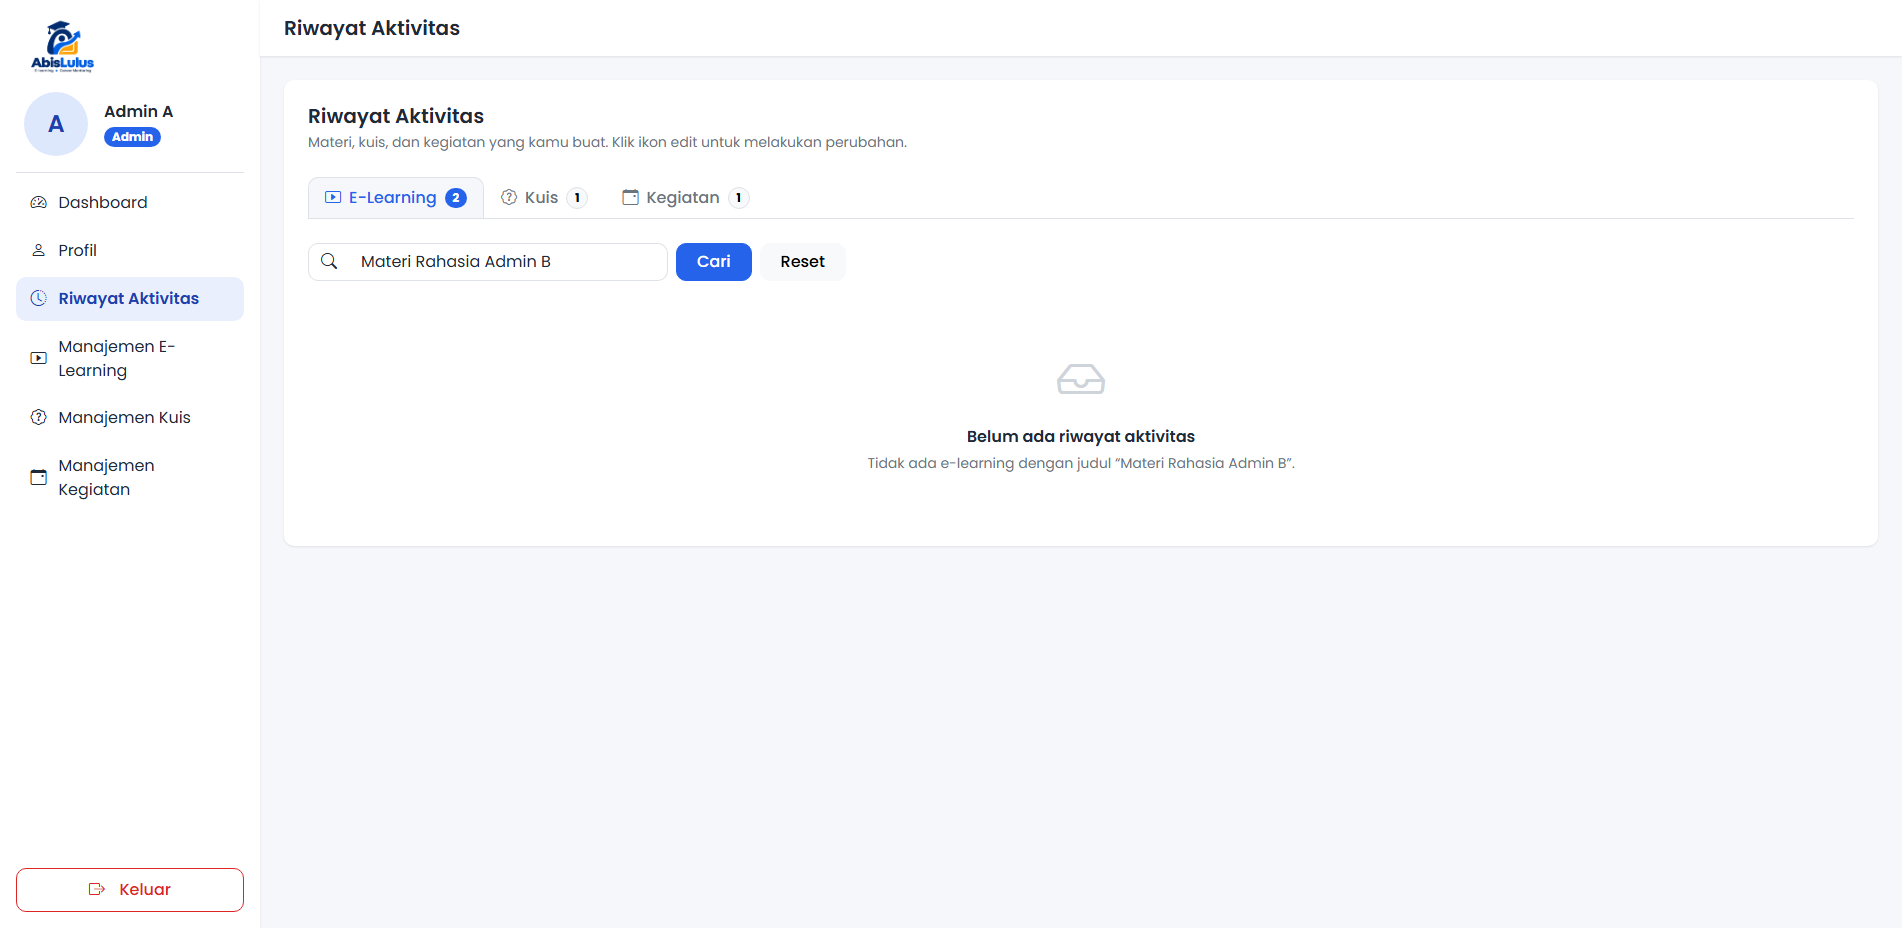 AbisLulus
Riwayat Aktivitas
A
Admin A
Admin
Dashboard
Profil
Riwayat Aktivitas
Manajemen E-
Learning
Manajemen Kuis
Manajemen
Kegiatan
Keluar
Riwayat Aktivitas
Materi, kuis, dan kegiatan yang kamu buat. Klik ikon edit untuk melakukan perubahan.
E-Learning 2 Kuis 1 Kegiatan 1
Materi Rahasia Admin B Cari Reset
Belum ada riwayat aktivitas
Tidak ada e-learning dengan judul “Materi Rahasia Admin B”.